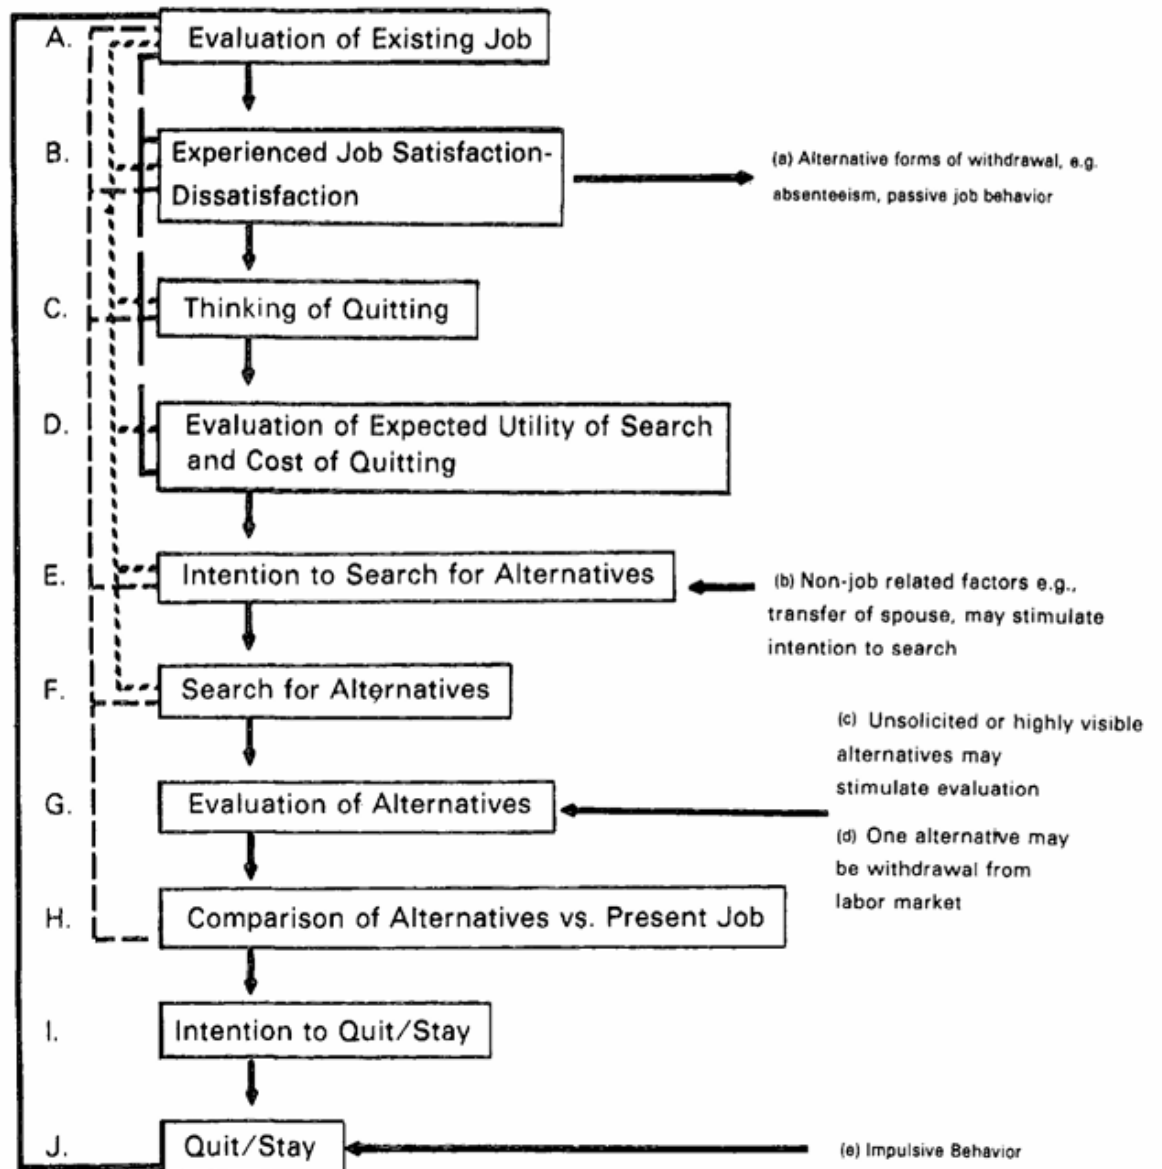 A. Evaluation of Existing Job
B. Experienced Job Satisfaction-
Dissatisfaction
(a) Alternative forms of withdrawal, e.g.
absenteeism, passive job behavior
C. Thinking of Quitting
D. Evaluation of Expected Utility of Search
and Cost of Quitting
E. Intention to Search for Alternatives
(b) Non-job related factors e.g.,
transfer of spouse, may stimulate
intention to search
F. Search for Alternatives
(c) Unsolicited or highly visible
alternatives may
stimulate evaluation
G. Evaluation of Alternatives
(d) One alternative may
be withdrawal from
labor market
H. Comparison of Alternatives vs. Present Job
I. Intention to Quit/Stay
J. Quit/Stay
(e) Impulsive Behavior